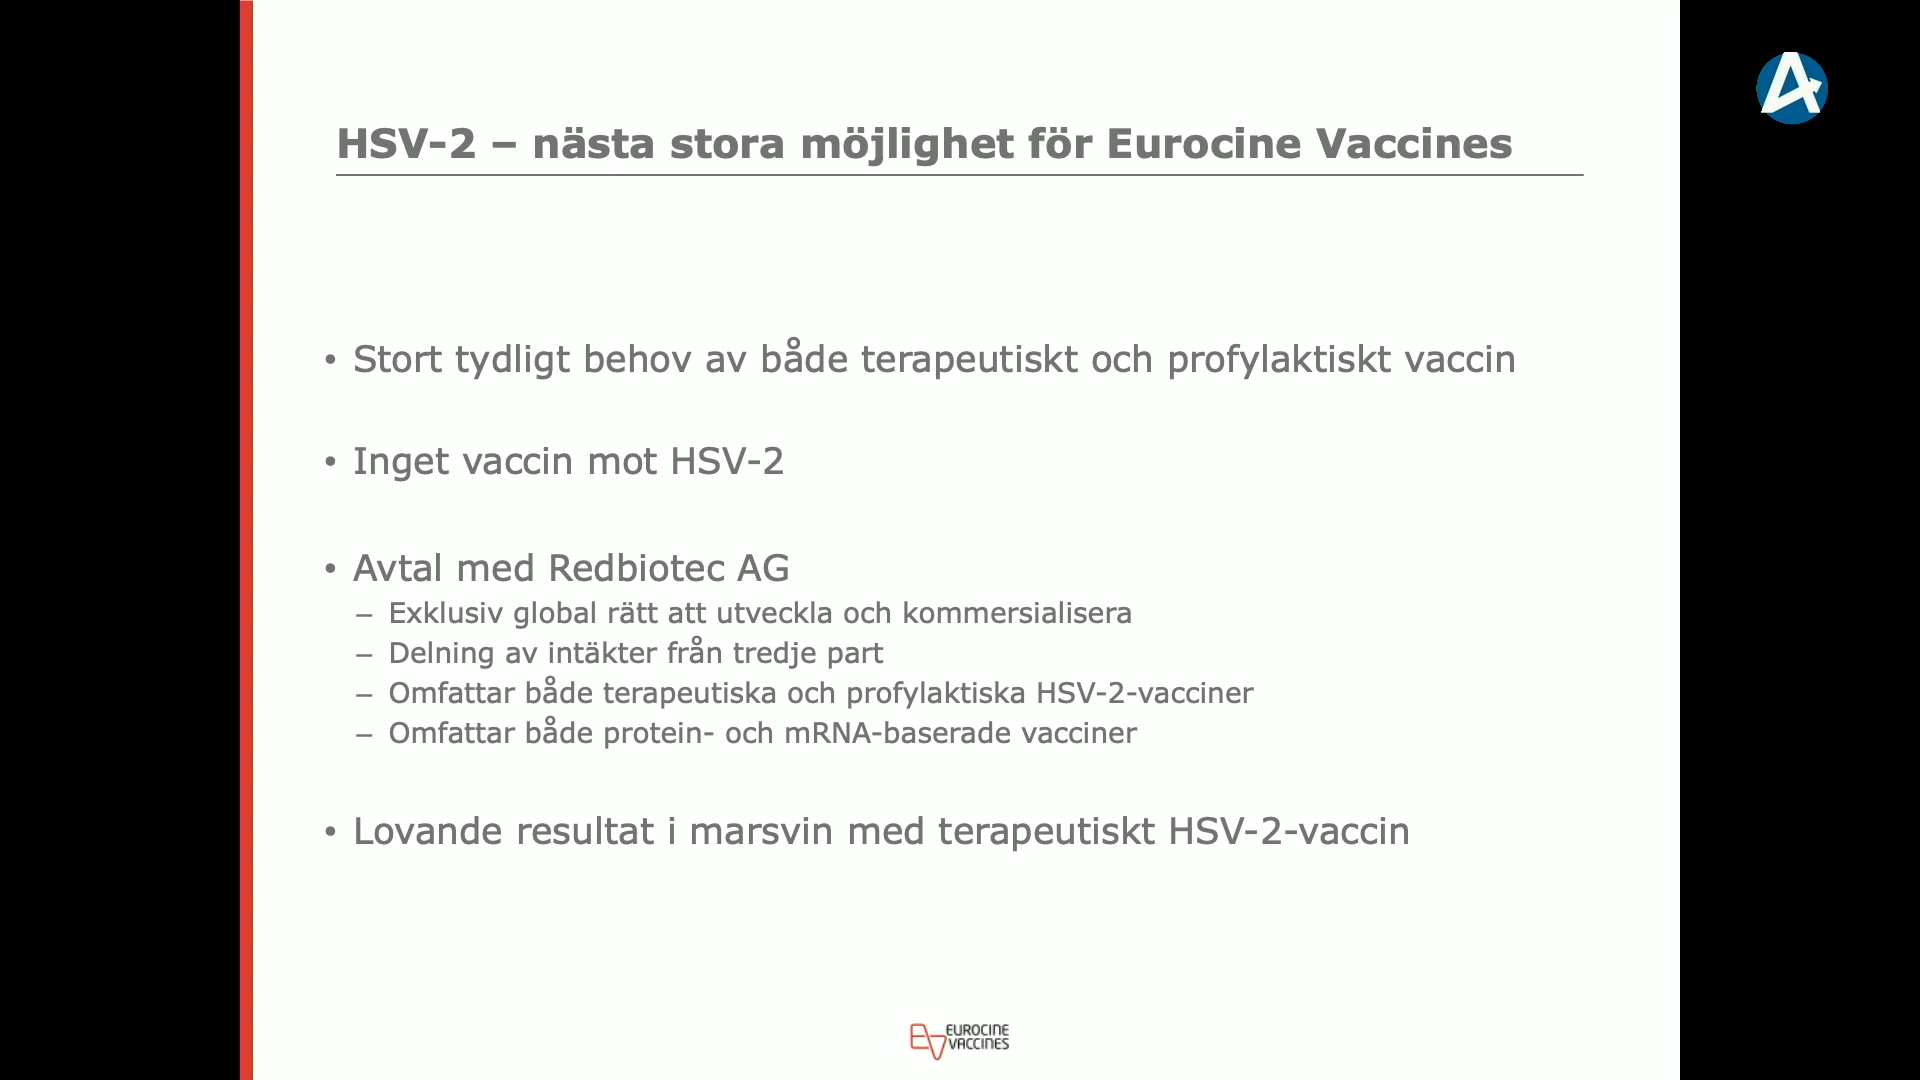 HSV-2 – nästa stora möjlighet för Eurocine Vaccines
• Stort tydligt behov av både terapeutiskt och profylaktiskt vaccin
• Inget vaccin mot HSV-2
• Avtal med Redbiotec AG
– Exklusiv global rätt att utveckla och kommersialisera
– Delning av intäkter från tredje part
– Omfattar både terapeutiska och profylaktiska HSV-2-vacciner
– Omfattar både protein- och mRNA-baserade vacciner
• Lovande resultat i marsvin med terapeutiskt HSV-2-vaccin
EUROCINE
VACCINES